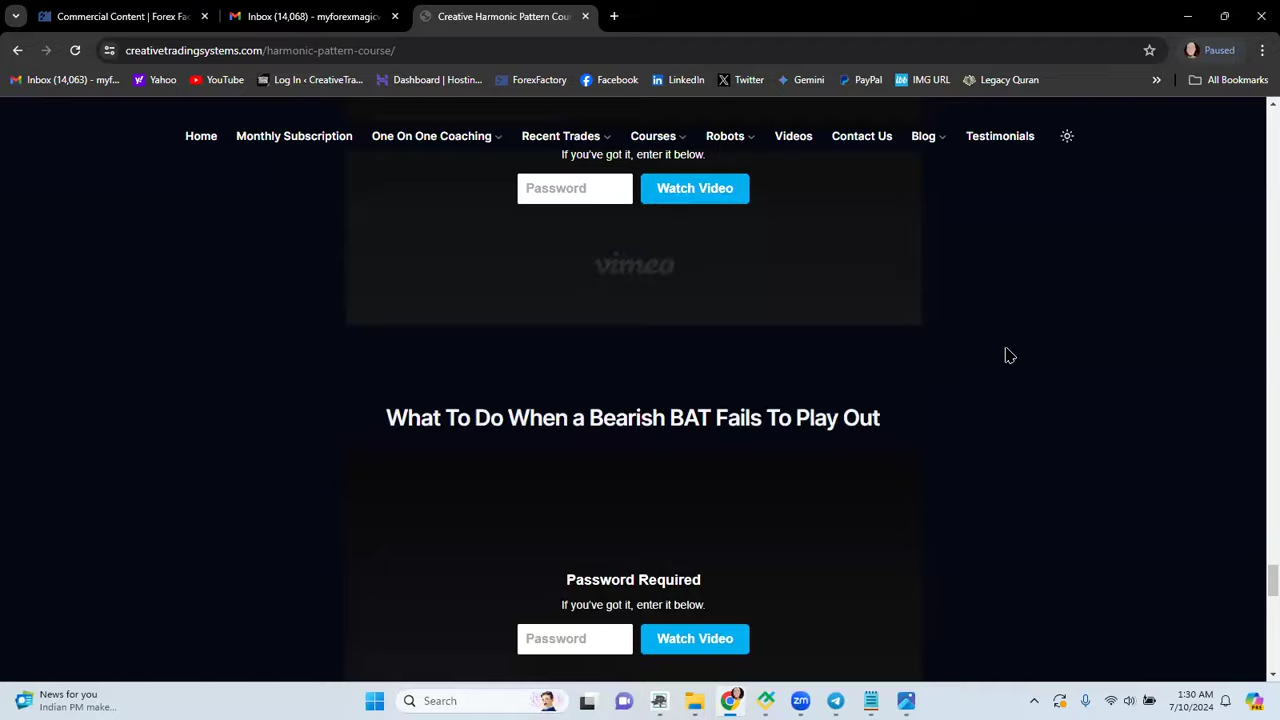 Commercial Content | Forex Fac
Inbox (14,068) - myforexmagicw
Creative Harmonic Pattern Cour
creativetradingsystems.com/harmonic-pattern-course/
Paused
Inbox (14,063) - myf...
Yahoo
YouTube
Log In ‹ CreativeTra...
Dashboard | Hostin...
ForexFactory
Facebook
LinkedIn
Twitter
Gemini
PayPal
IMG URL
Legacy Quran
All Bookmarks
Home
Monthly Subscription
One On One Coaching
Recent Trades
Courses
Robots
Videos
Contact Us
Blog
Testimonials
If you've got it, enter it below.
Password
Watch Video
vimeo
What To Do When a Bearish BAT Fails To Play Out
Password Required
If you've got it, enter it below.
Password
Watch Video
News for you
Indian PM make...
Search
1:30 AM
7/10/2024